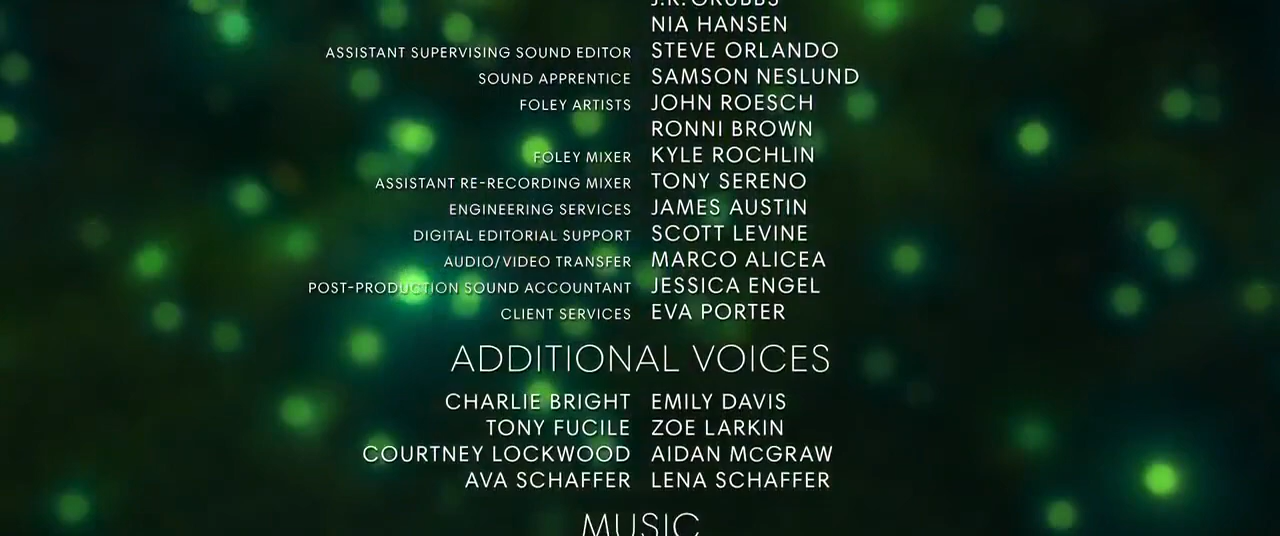 J.R. GRUBBS
NIA HANSEN
ASSISTANT SUPERVISING SOUND EDITOR STEVE ORLANDO
SOUND APPRENTICE SAMSON NESLUND
FOLEY ARTISTS JOHN ROESCH
RONNI BROWN
FOLEY MIXER KYLE ROCHLIN
ASSISTANT RE-RECORDING MIXER TONY SERENO
ENGINEERING SERVICES JAMES AUSTIN
DIGITAL EDITORIAL SUPPORT SCOTT LEVINE
AUDIO/VIDEO TRANSFER MARCO ALICEA
POST-PRODUCTION SOUND ACCOUNTANT JESSICA ENGEL
CLIENT SERVICES EVA PORTER
ADDITIONAL VOICES
CHARLIE BRIGHT EMILY DAVIS
TONY FUCILE ZOE LARKIN
COURTNEY LOCKWOOD AIDAN McGRAW
AVA SCHAFFER LENA SCHAFFER
MUSIC